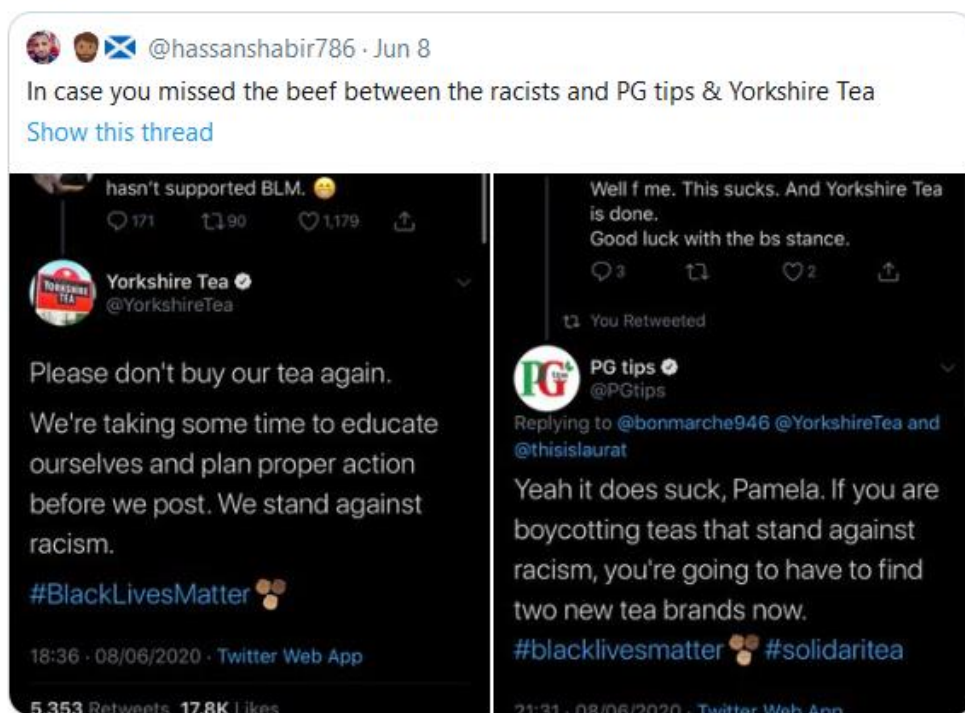 @hassanshabir786 · Jun 8
In case you missed the beef between the racists and PG tips & Yorkshire Tea
Show this thread
hasn't supported BLM. 😁
171 90 1,179
YORKSHIRE
TEA
Yorkshire Tea
@YorkshireTea
Please don't buy our tea again.
We're taking some time to educate
ourselves and plan proper action
before we post. We stand against
racism.
#BlackLivesMatter
18:36 · 08/06/2020 · Twitter Web App
5,353 Retweets 17.8K Likes
Well f me. This sucks. And Yorkshire Tea
is done.
Good luck with the bs stance.
3 2
You Retweeted
PG
tips
PG tips
@PGtips
Replying to @bonmarche946 @YorkshireTea and
@thisislaurat
Yeah it does suck, Pamela. If you are
boycotting teas that stand against
racism, you're going to have to find
two new tea brands now.
#blacklivesmatter #solidaritea
21:31 · 08/06/2020 · Twitter Web App